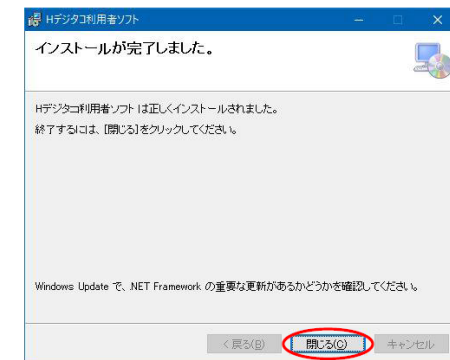 Hデジタコ利用者ソフト
インストールが完了しました。
Hデジタコ利用者ソフト は正しくインストールされました。
終了するには、[閉じる]をクリックしてください。
Windows Update で、.NET Framework の重要な更新があるかどうかを確認してください。
< 戻る(B)
閉じる(C)
キャンセル